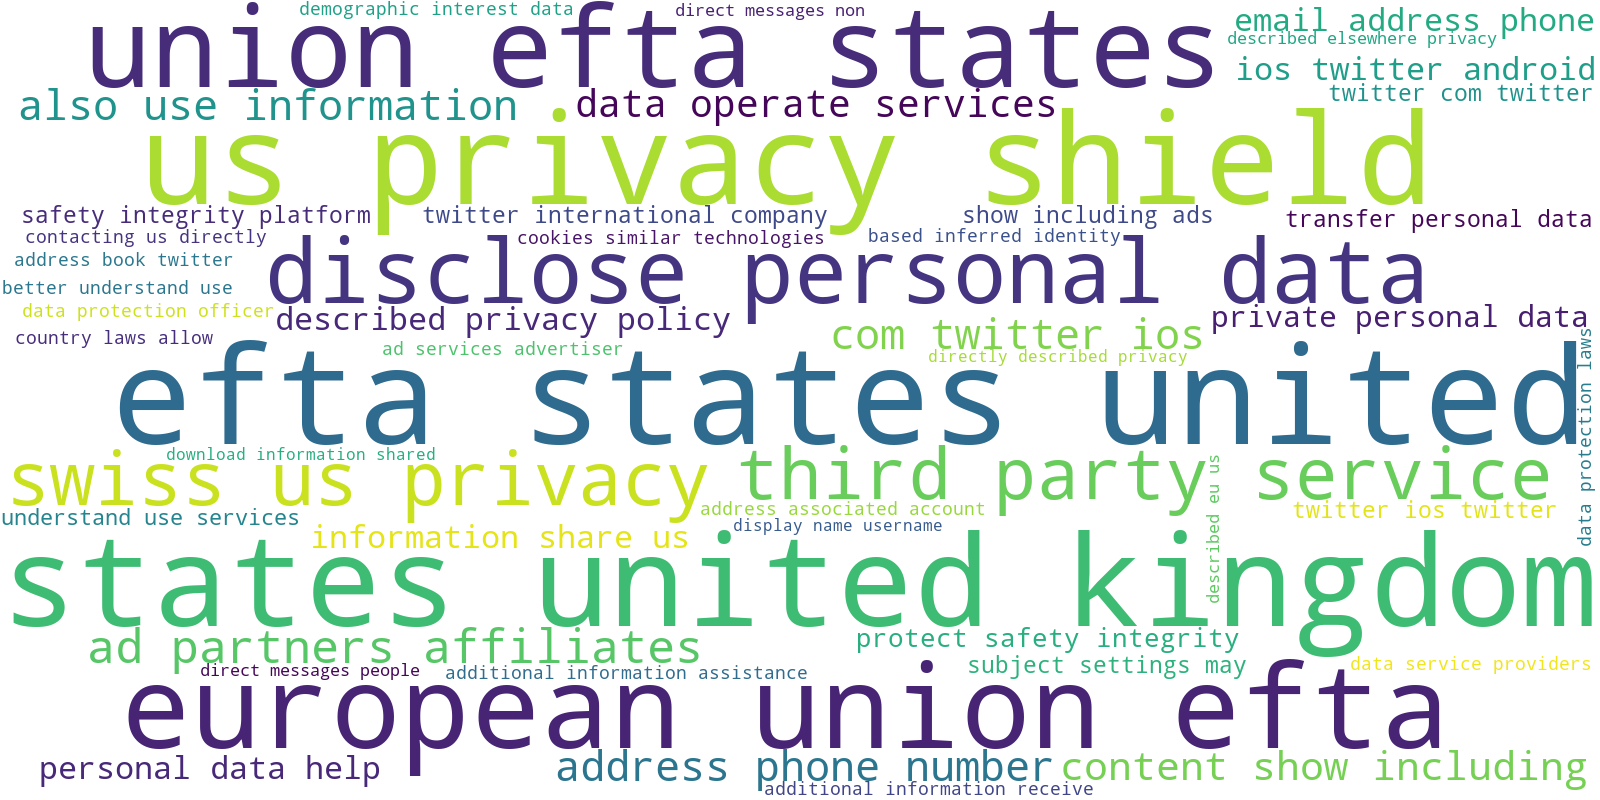 demographic interest data
direct messages non
union efta states
email address phone
described elsewhere privacy
ios twitter android
twitter com twitter
also use information
data operate services
us privacy shield
safety integrity platform
twitter international company
show including ads
transfer personal data
contacting us directly
cookies similar technologies
based inferred identity
address book twitter
disclose personal data
better understand use
data protection officer
described privacy policy
private personal data
country laws allow
com twitter ios
ad services advertiser
directly described privacy
data protection laws
efta states united
download information shared
swiss us privacy
third party service
described eu us
address associated account
twitter ios twitter
understand use services
display name username
information share us
states united kingdom
ad partners affiliates
protect safety integrity
direct messages people
additional information assistance
subject settings may
data service providers
european union efta
personal data help
address phone number
content show including
additional information receive